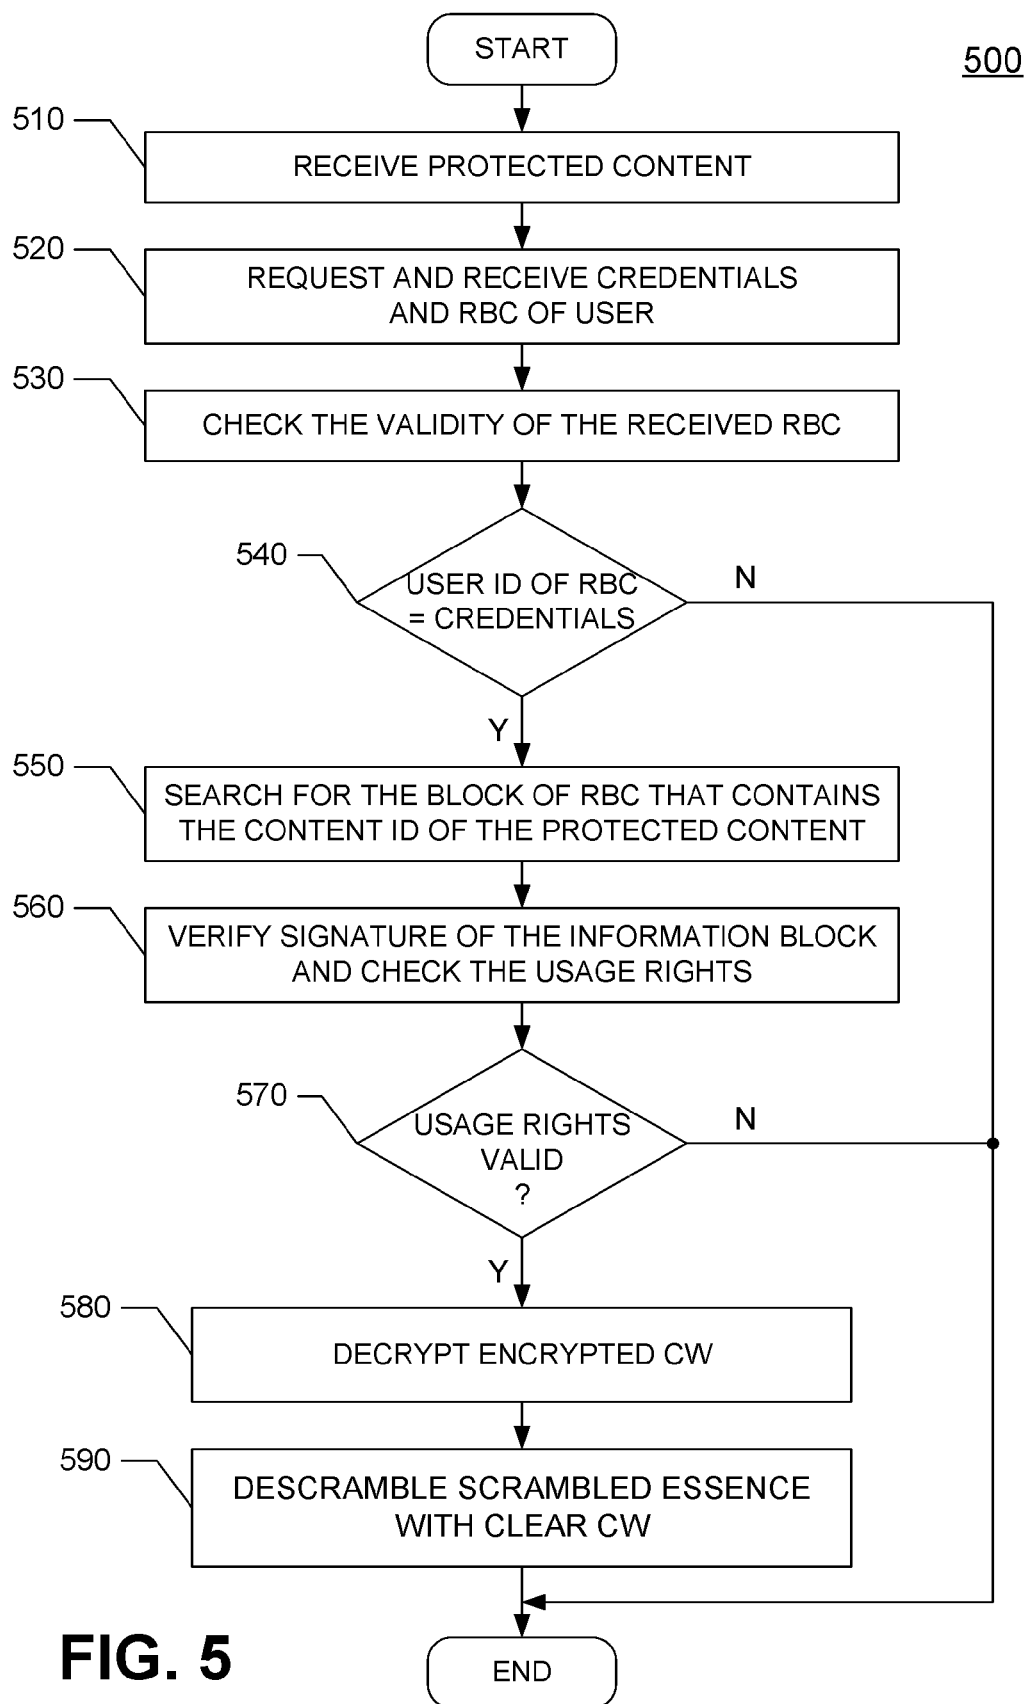 START
500
510
RECEIVE PROTECTED CONTENT
520
REQUEST AND RECEIVE CREDENTIALS
AND RBC OF USER
530
CHECK THE VALIDITY OF THE RECEIVED RBC
540
USER ID OF RBC
= CREDENTIALS
N
Y
550
SEARCH FOR THE BLOCK OF RBC THAT CONTAINS
THE CONTENT ID OF THE PROTECTED CONTENT
560
VERIFY SIGNATURE OF THE INFORMATION BLOCK
AND CHECK THE USAGE RIGHTS
570
USAGE RIGHTS
VALID
?
N
Y
580
DECRYPT ENCRYPTED CW
590
DESCRAMBLE SCRAMBLED ESSENCE
WITH CLEAR CW
FIG. 5
END